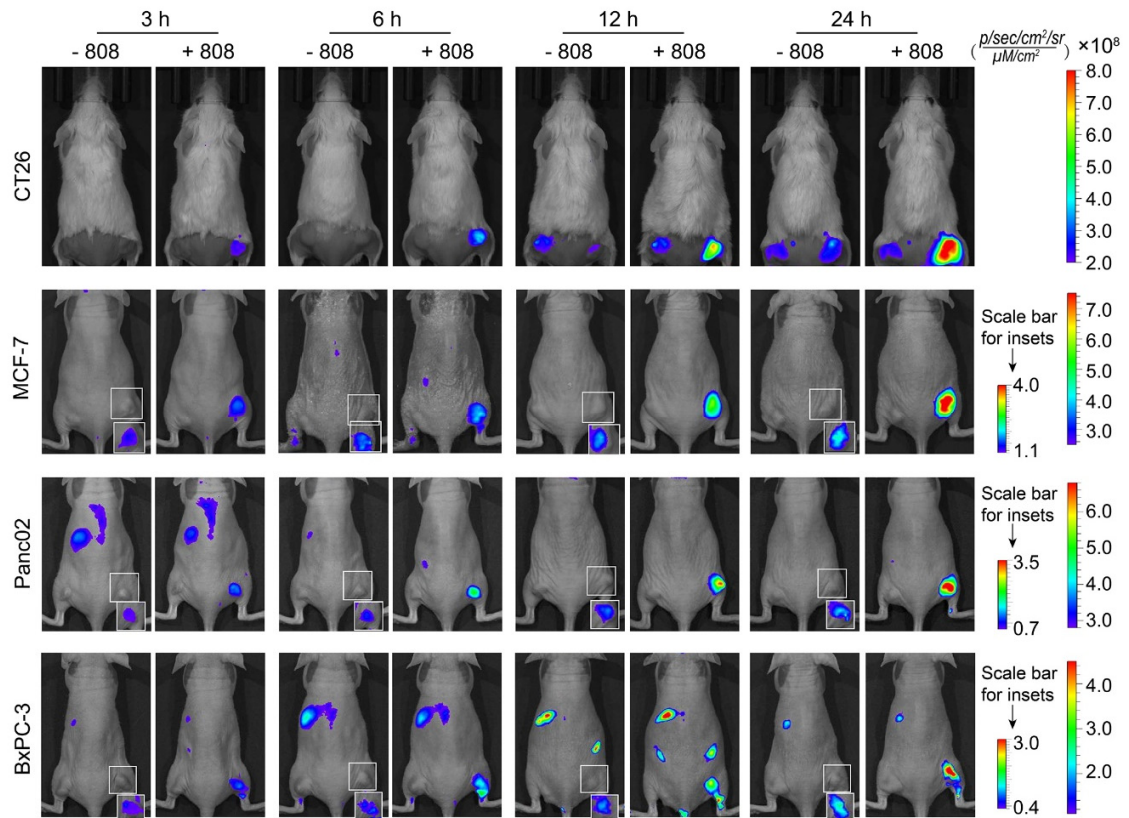 3 h 6 h 12 h 24 h
- 808 + 808 - 808 + 808 - 808 + 808 - 808 + 808 (p/sec/cm²/sr / µM/cm²) ×10⁸
CT26
8.0
7.0
6.0
5.0
4.0
3.0
2.0
MCF-7
Scale bar
for insets
4.0
1.1
7.0
6.0
5.0
4.0
3.0
Panc02
Scale bar
for insets
3.5
0.7
6.0
5.0
4.0
3.0
BxPC-3
Scale bar
for insets
3.0
0.4
4.0
3.0
2.0
1.0